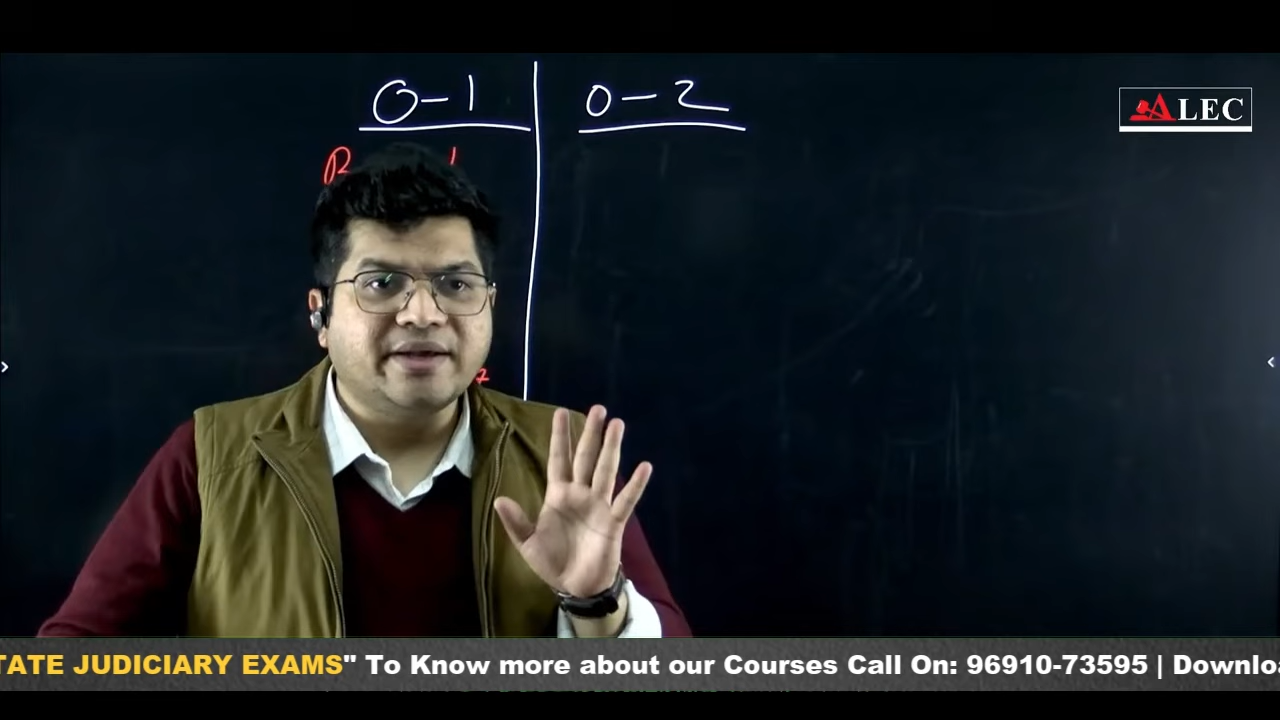 O-1 O-2
ALEC
TATE JUDICIARY EXAMS" To Know more about our Courses Call On: 96910-73595 | Downlo